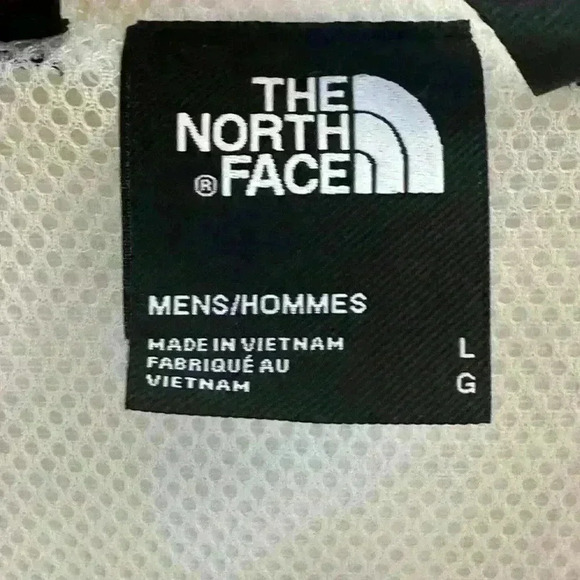 THE
NORTH
® FACE
MENS/HOMMES
MADE IN VIETNAM L
FABRIQUÉ AU
VIETNAM G